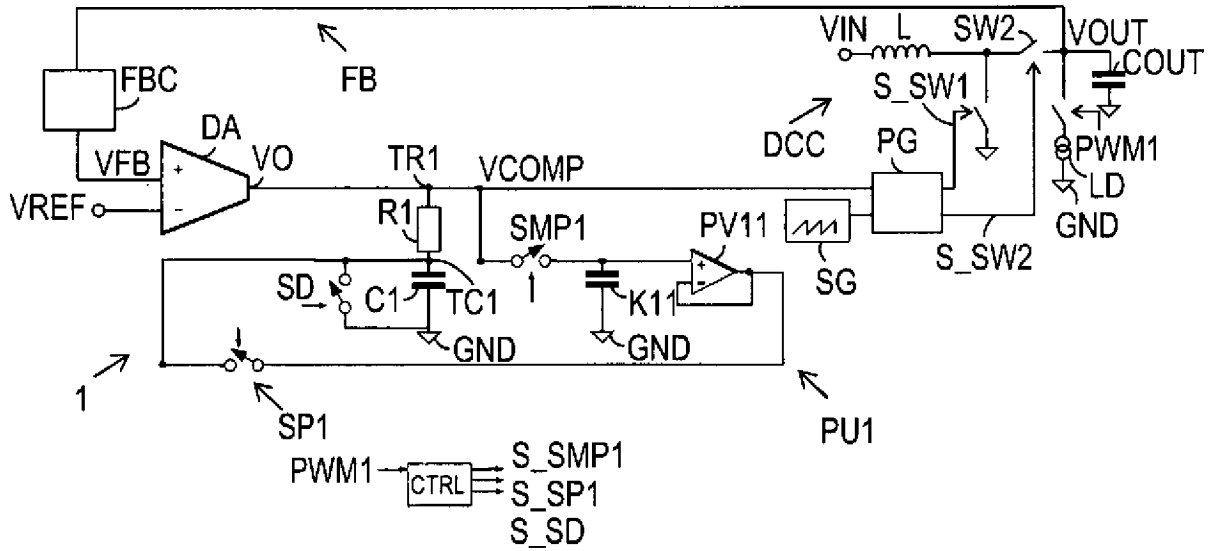 VIN
L
SW2
VOUT
COUT
FB
FBC
S_SW1
DA
DCC
PG
PWM1
VFB
VO
TR1
VCOMP
LD
VREF
R1
SMP1
PV11
GND
SG
S_SW2
SD
C1
TC1
K11
GND
GND
1
SP1
PU1
PWM1
CTRL
S_SMP1
S_SP1
S_SD
+
-
+
-